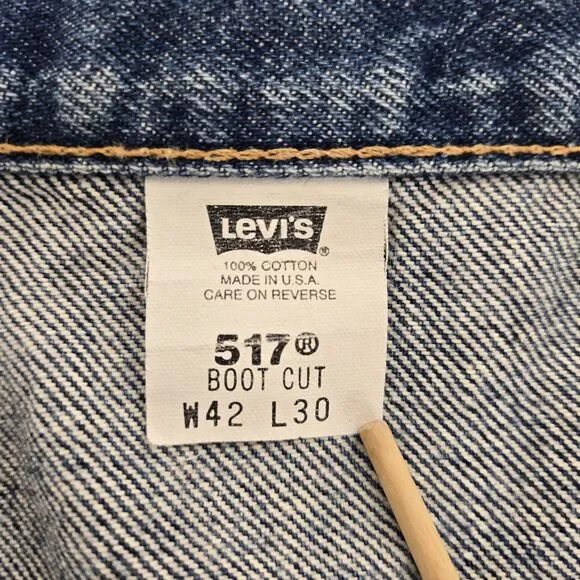 Levi's ®
100% COTTON
MADE IN U.S.A.
CARE ON REVERSE
517®
BOOT CUT
W42 L30